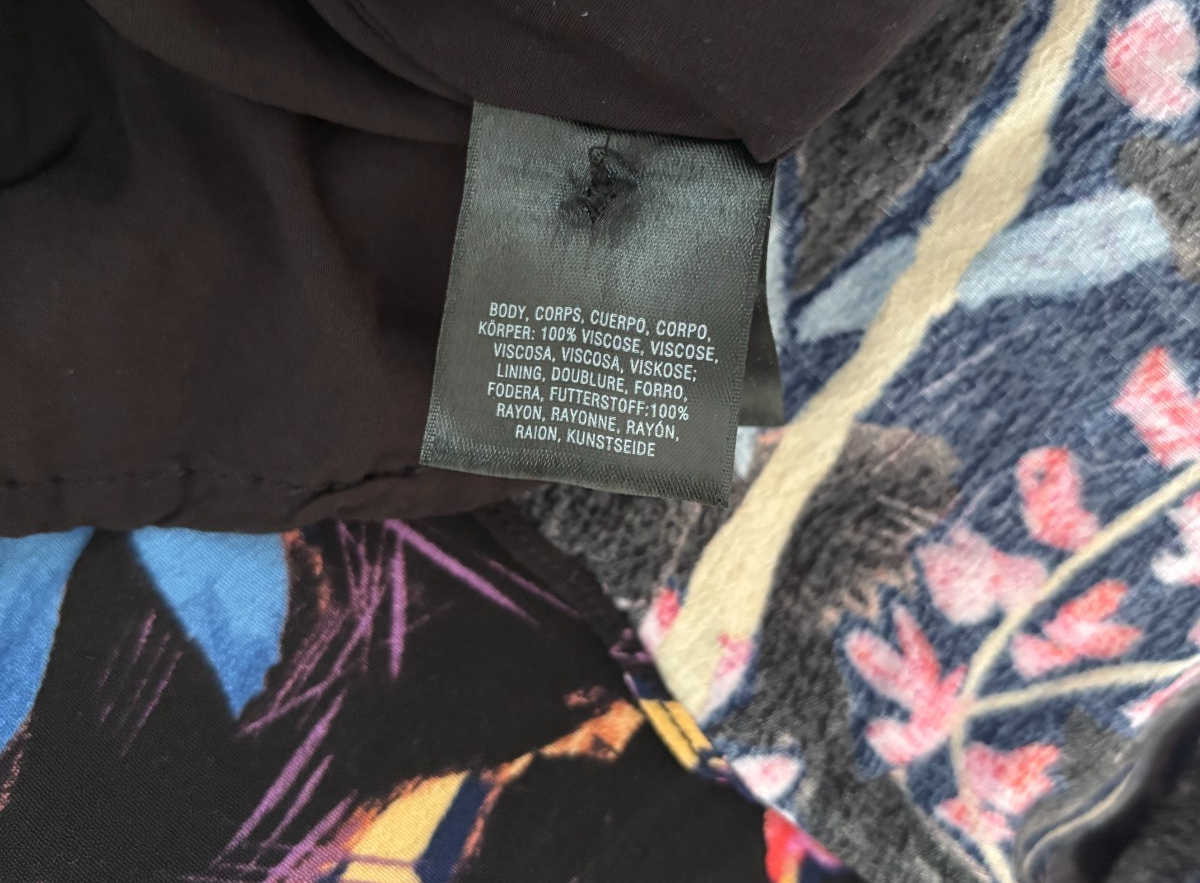 BODY, CORPS, CUERPO, CORPO,
KÖRPER: 100% VISCOSE, VISCOSE,
VISCOSA, VISCOSA, VISKOSE;
LINING, DOUBLURE, FORRO,
FODERA, FUTTERSTOFF:100%
RAYON, RAYONNE, RAYÓN,
RAION, KUNSTSEIDE